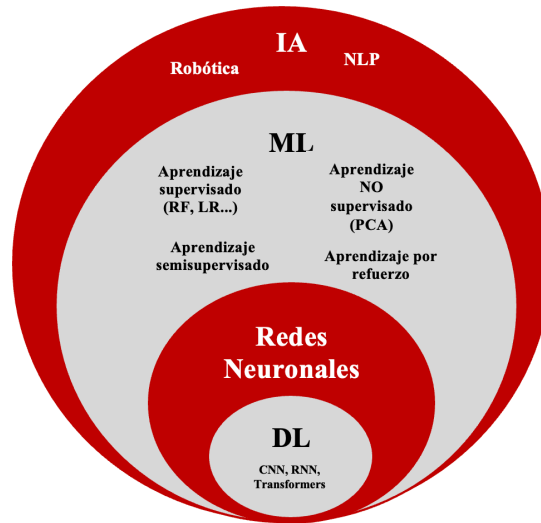 IA
Robótica
NLP
ML
Aprendizaje
supervisado
(RF, LR...)
Aprendizaje
NO
supervisado
(PCA)
Aprendizaje
semisupervisado
Aprendizaje por
refuerzo
Redes
Neuronales
DL
CNN, RNN,
Transformers